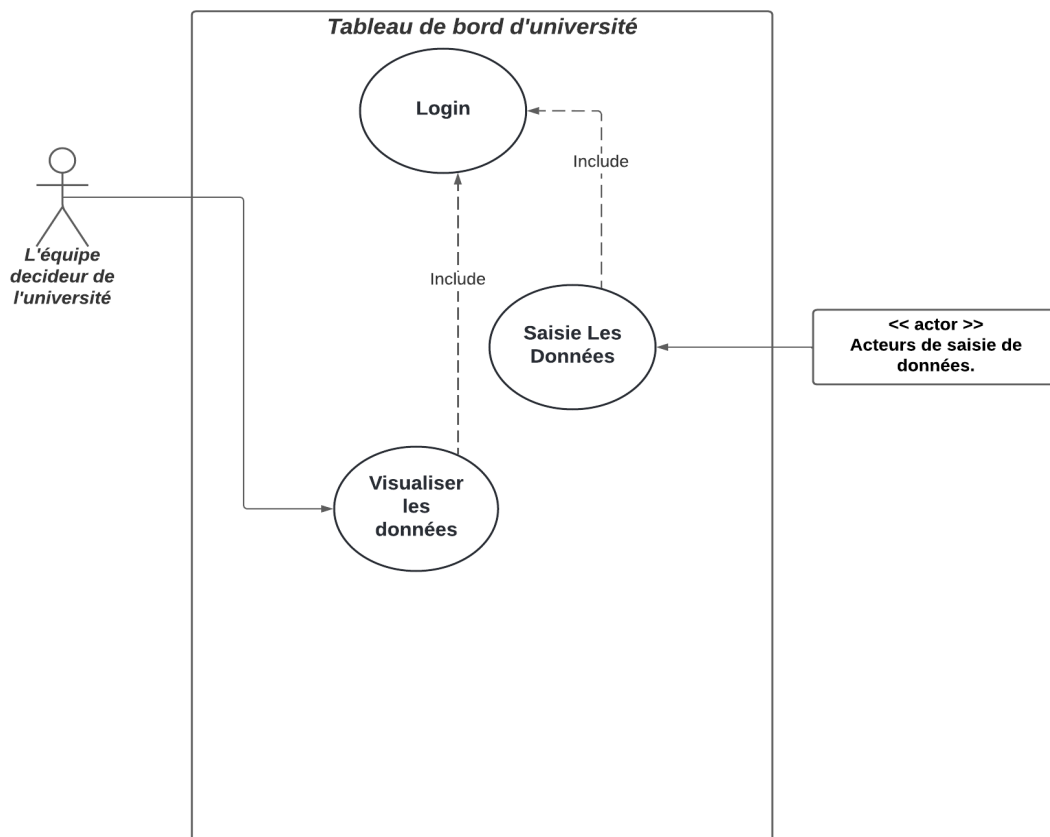 Tableau de bord d'université
Login
Include
L'équipe
decideur de
l'université
Include
Saisie Les
Données
<< actor >>
Acteurs de saisie de
données.
Visualiser
les
données